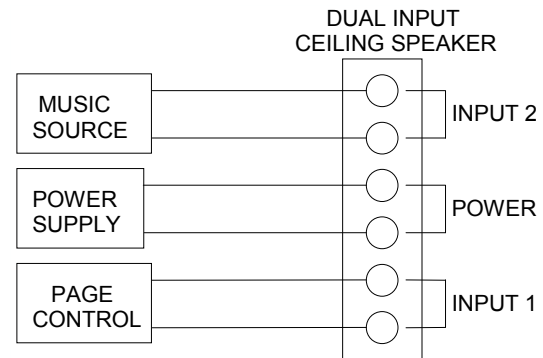 DUAL INPUT
CEILING SPEAKER
MUSIC
SOURCE
INPUT 2
POWER
SUPPLY
POWER
PAGE
CONTROL
INPUT 1